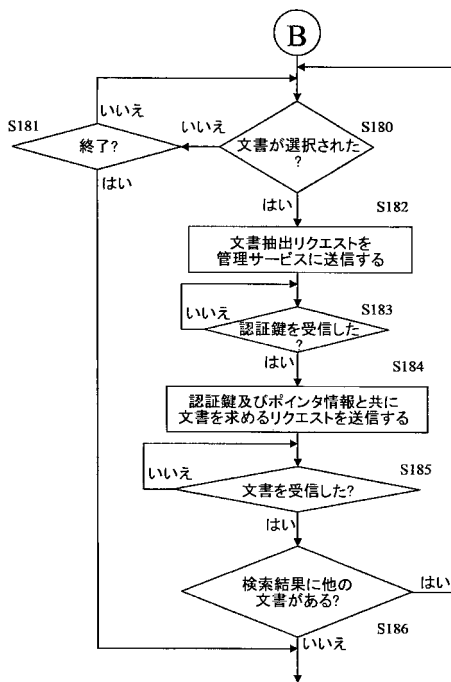 B
いいえ
S181
終了?
はい
いいえ
S180
文書が選択された
?
はい
S182
文書抽出リクエストを
管理サービスに送信する
いいえ
S183
認証鍵を受信した
?
はい
S184
認証鍵及びポインタ情報と共に
文書を求めるリクエストを送信する
いいえ
S185
文書を受信した?
はい
検索結果に他の
文書がある?
はい
S186
いいえ